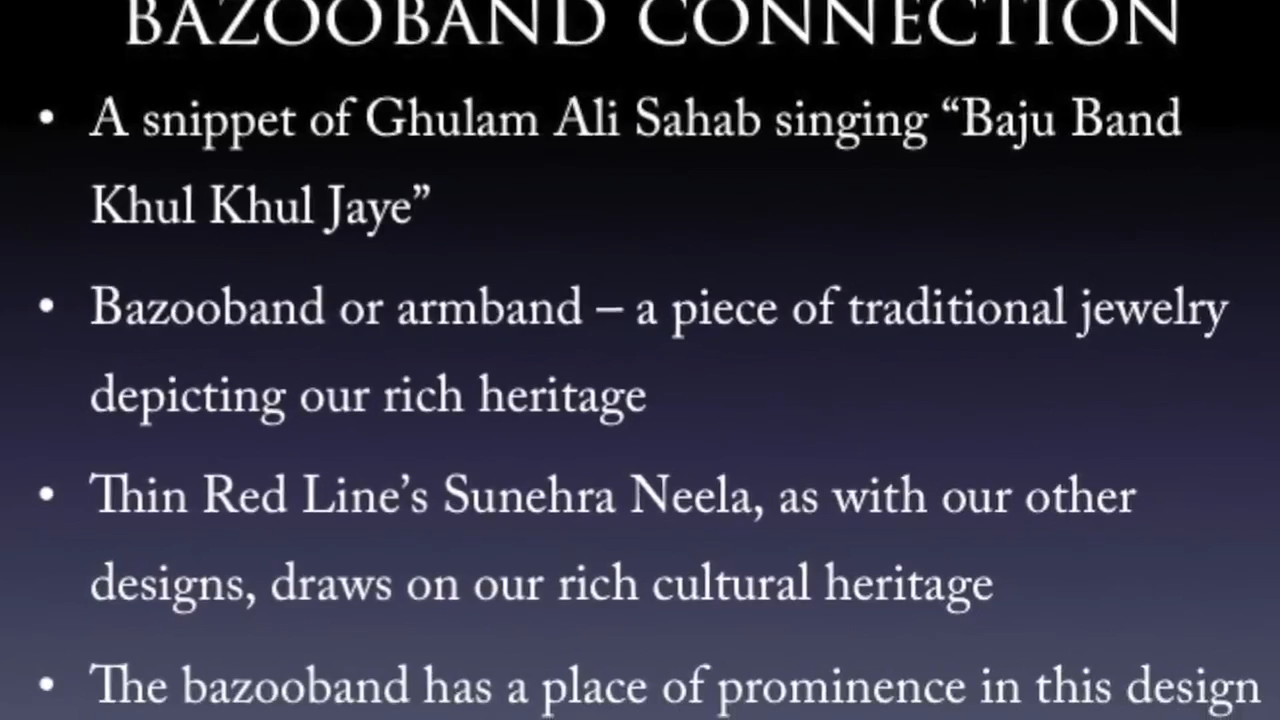 BAZOOBAND CONNECTION
• A snippet of Ghulam Ali Sahab singing “Baju Band
Khul Khul Jaye”
• Bazooband or armband – a piece of traditional jewelry
depicting our rich heritage
• Thin Red Line’s Sunehra Neela, as with our other
designs, draws on our rich cultural heritage
• The bazooband has a place of prominence in this design